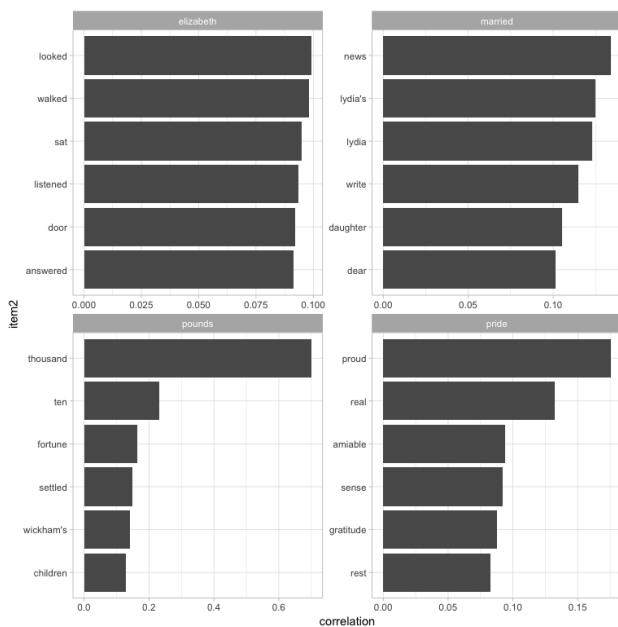 elizabeth
looked
walked
sat
listened
door
answered
0.000 0.025 0.050 0.075 0.100
married
news
lydia's
lydia
write
daughter
dear
0.00 0.05 0.10
pounds
thousand
ten
fortune
settled
wickham's
children
0.0 0.2 0.4 0.6
pride
proud
real
amiable
sense
gratitude
rest
0.00 0.05 0.10 0.15
item2
correlation